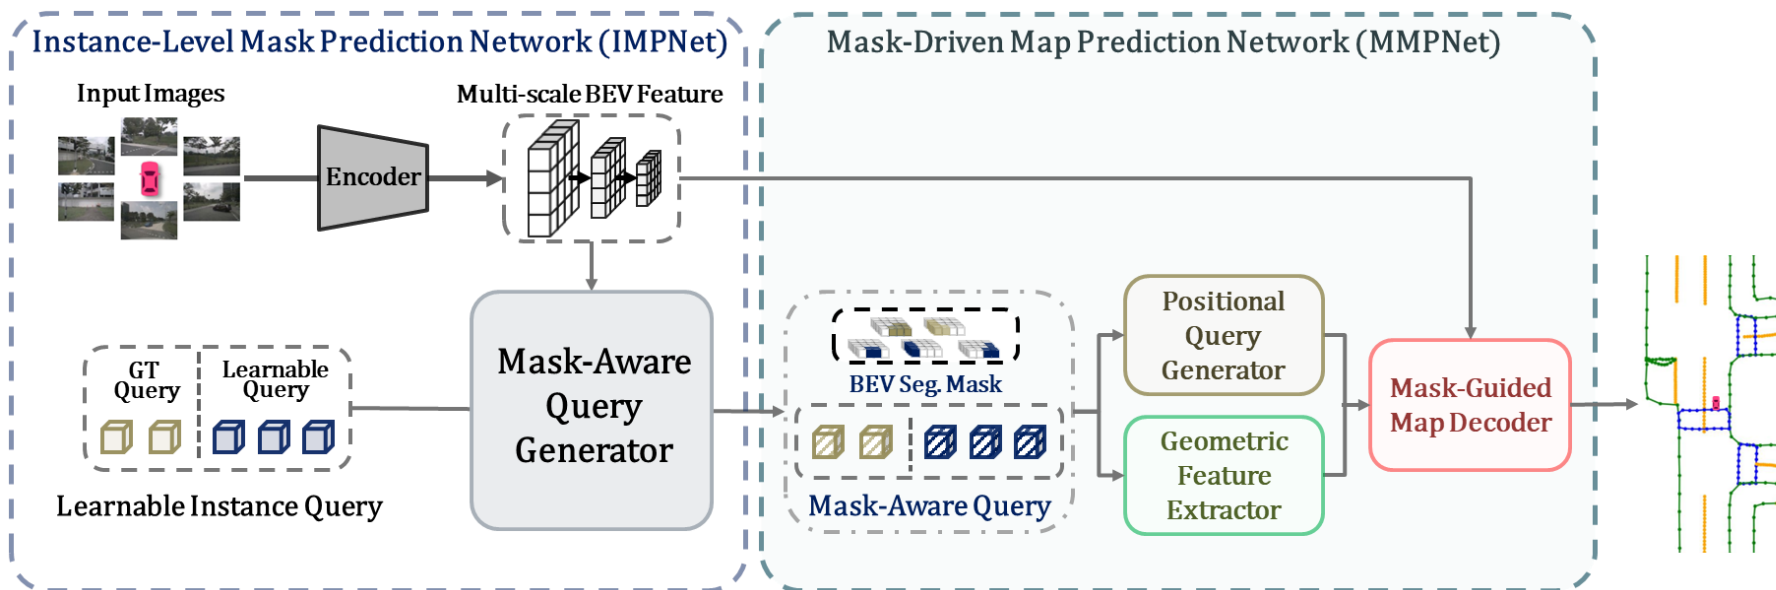 Instance-Level Mask Prediction Network (IMPNet)
Mask-Driven Map Prediction Network (MMPNet)
Input Images
Multi-scale BEV Feature
Encoder
GT
Query
Learnable
Query
Learnable Instance Query
Mask-Aware
Query
Generator
BEV Seg. Mask
Mask-Aware Query
Positional
Query
Generator
Geometric
Feature
Extractor
Mask-Guided
Map Decoder